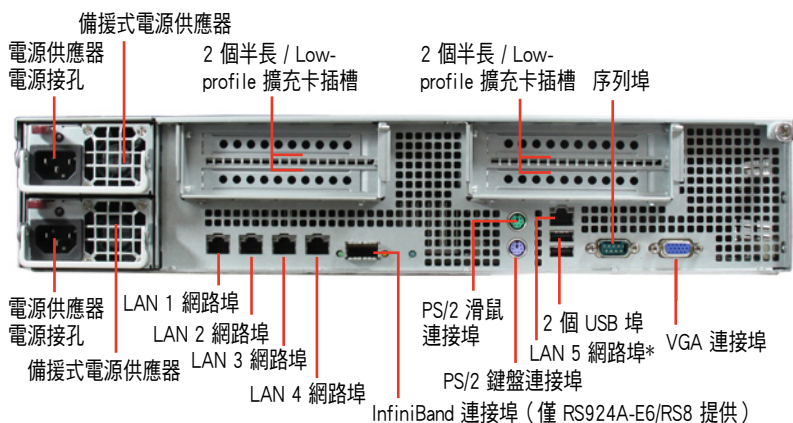 備援式電源供應器
電源供應器
電源接孔
2 個半長 / Low-
profile 擴充卡插槽
2 個半長 / Low-
profile 擴充卡插槽
序列埠
電源供應器
電源接孔
備援式電源供應器
LAN 1 網路埠
LAN 2 網路埠
LAN 3 網路埠
LAN 4 網路埠
InfiniBand 連接埠（僅 RS924A-E6/RS8 提供）
PS/2 滑鼠
連接埠
PS/2 鍵盤連接埠
2 個 USB 埠
LAN 5 網路埠*
VGA 連接埠